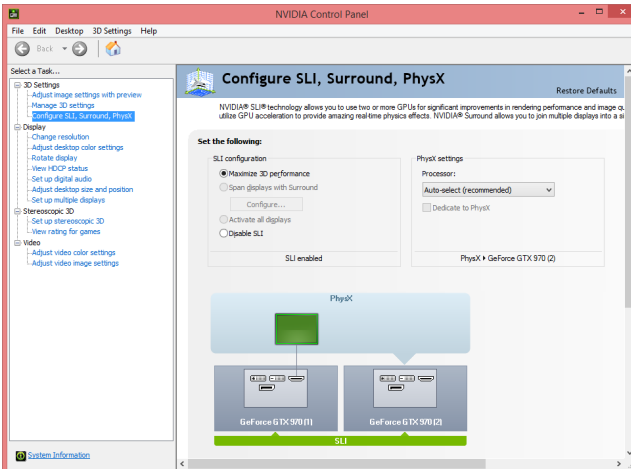 NVIDIA Control Panel
File Edit Desktop 3D Settings Help
Back
Select a Task...
3D Settings
Adjust image settings with preview
Manage 3D settings
Configure SLI, Surround, PhysX
Display
Change resolution
Adjust desktop color settings
Rotate display
View HDCP status
Set up digital audio
Adjust desktop size and position
Set up multiple displays
Stereoscopic 3D
Set up stereoscopic 3D
View rating for games
Video
Adjust video color settings
Adjust video image settings
System Information
Configure SLI, Surround, PhysX
Restore Defaults
NVIDIA® SLI® technology allows you to use two or more GPUs for significant improvements in rendering performance and image qu
utilize GPU acceleration to provide amazing real-time physics effects. NVIDIA® Surround allows you to join multiple displays into a si
Set the following:
SLI configuration
Maximize 3D performance
Span displays with Surround
Configure...
Activate all displays
Disable SLI
SLI enabled
PhysX settings
Processor:
Auto-select (recommended)
Dedicate to PhysX
PhysX GeForce GTX 970 (2)
PhysX
GeForce GTX 970 (1)
GeForce GTX 970 (2)
SLI